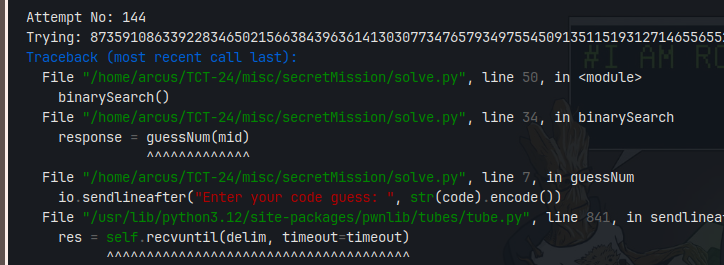 Attempt No: 144
Trying: 8735910863392283465021566384396361413030773476579349755450913511519312714655655
Traceback (most recent call last):
#I AM RO
File "/home/arcus/TCT-24/misc/secretMission/solve.py", line 50, in <module>
binarySearch()
File "/home/arcus/TCT-24/misc/secretMission/solve.py", line 34, in binarySearch
response = guessNum(mid)
^^^^^^^^^^^^^
File "/home/arcus/TCT-24/misc/secretMission/solve.py", line 7, in guessNum
io.sendlineafter("Enter your code guess: ", str(code).encode())
File "/usr/lib/python3.12/site-packages/pwnlib/tubes/tube.py", line 841, in sendlineaf
res = self.recvuntil(delim, timeout=timeout)
^^^^^^^^^^^^^^^^^^^^^^^^^^^^^^^^^^^^^^